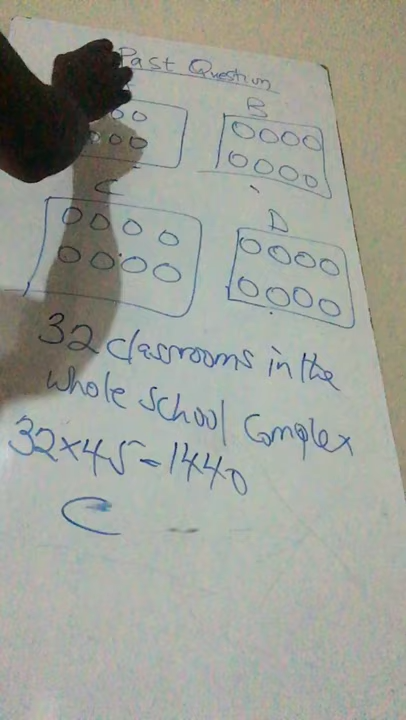 Past Question
B
C
D
32 classrooms in the
whole school complex
32×45=1440
C